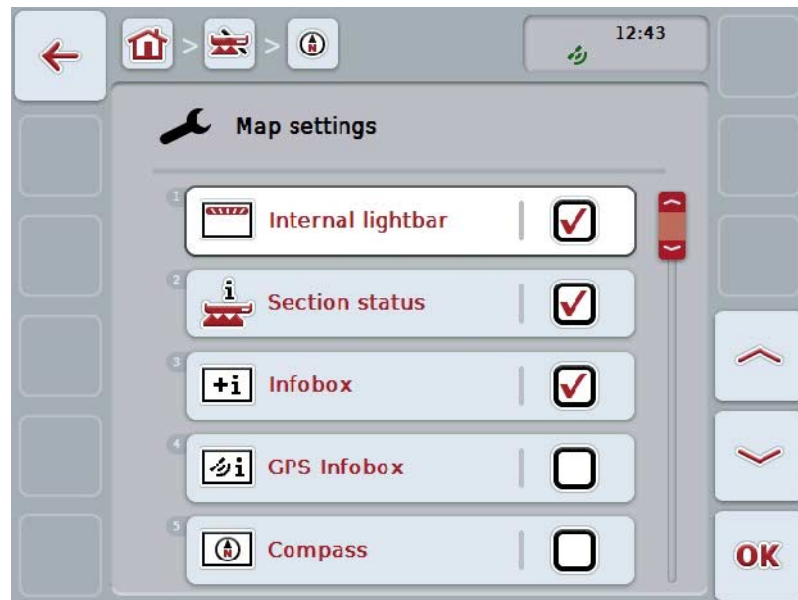 12:43
Map settings
1
Internal lightbar
2
Section status
3
Infobox
4
GPS Infobox
5
Compass
OK